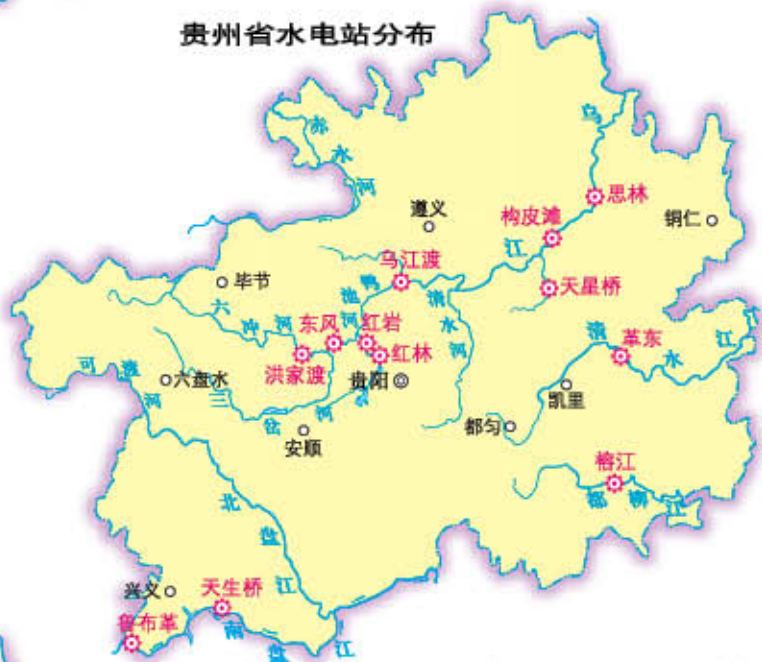 贵州省水电站分布
赤水河
乌江
思林
构皮滩
铜仁
遵义
乌江渡
天星桥
毕节
六冲河
鸭池河
清水河
东风
红岩
红林
洪家渡
贵阳
革东
清水江
可渡河
六盘水
三岔河
安顺
凯里
都匀
榕江
都柳江
北盘江
兴义
天生桥
鲁布革
南盘江